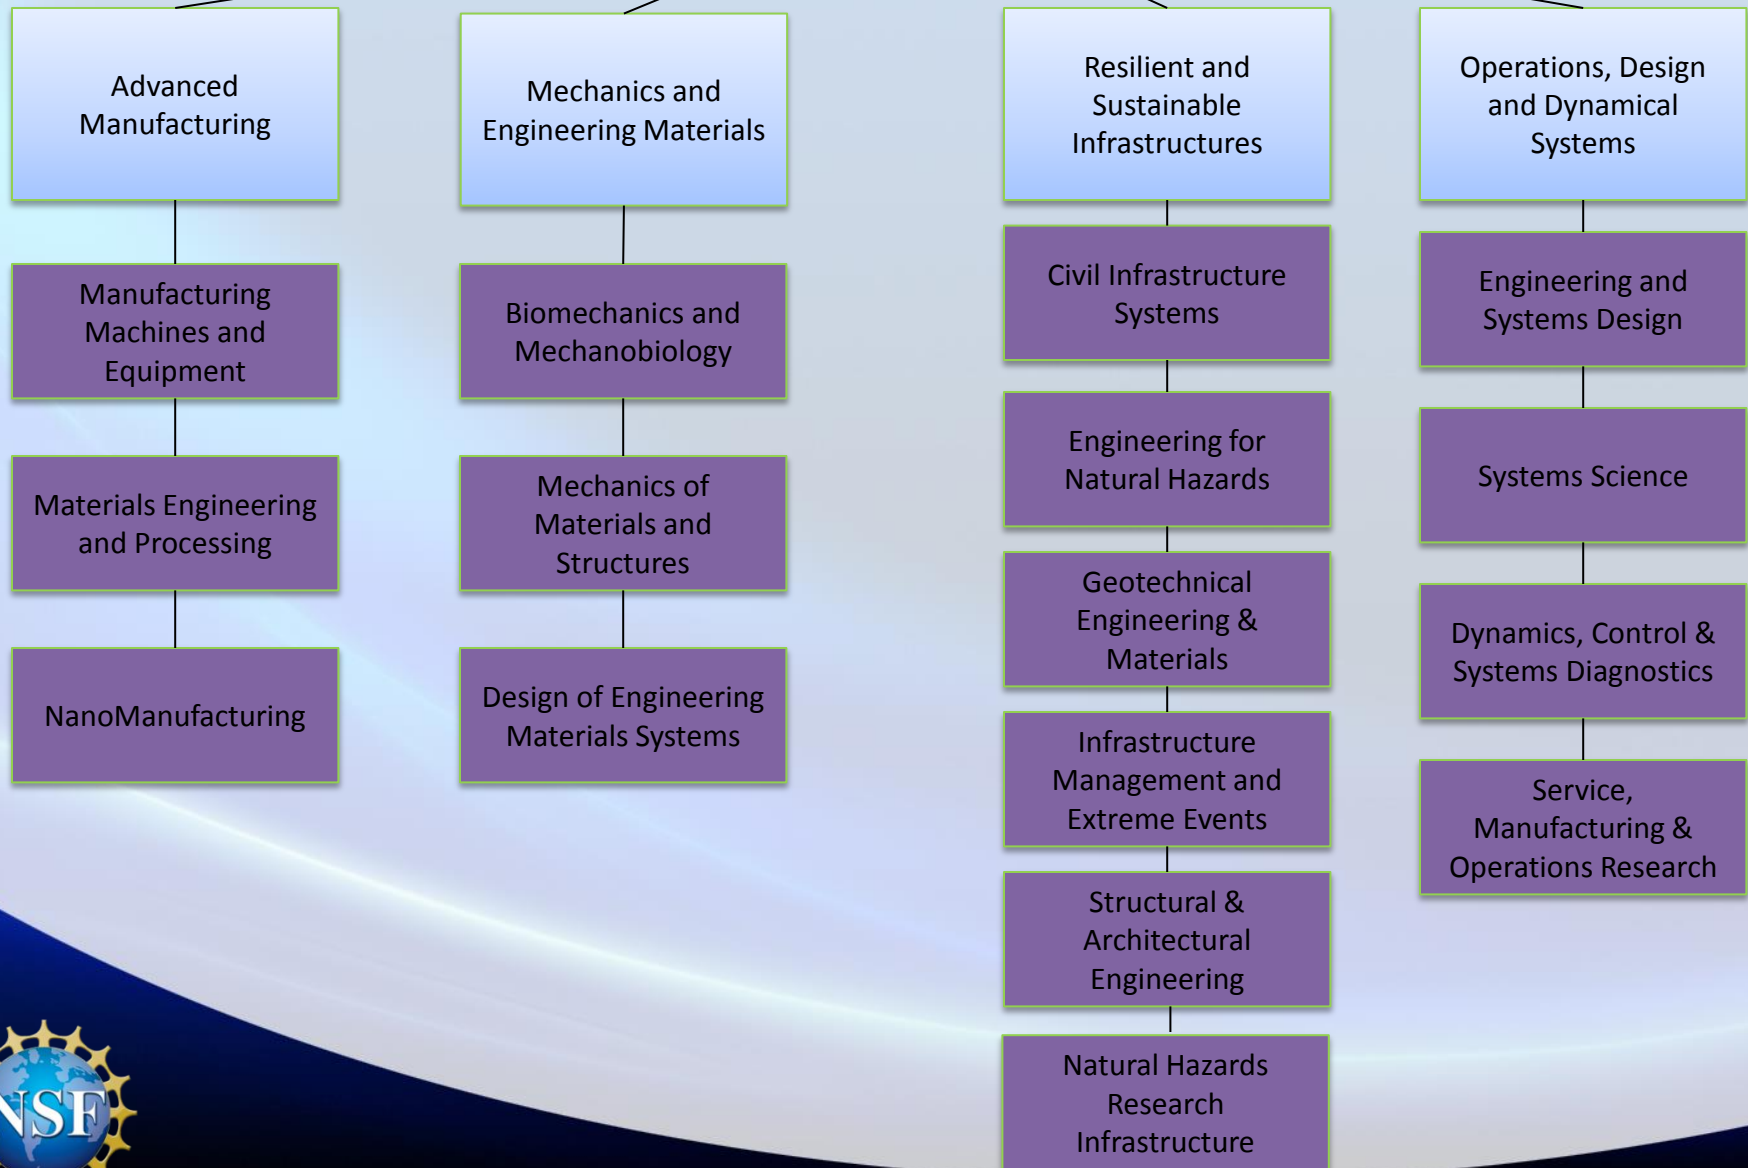 Advanced
Manufacturing
Manufacturing
Machines and
Equipment
Materials Engineering
and Processing
NanoManufacturing
Mechanics and
Engineering Materials
Biomechanics and
Mechanobiology
Mechanics of
Materials and
Structures
Design of Engineering
Materials Systems
Resilient and
Sustainable
Infrastructures
Civil Infrastructure
Systems
Engineering for
Natural Hazards
Geotechnical
Engineering &
Materials
Infrastructure
Management and
Extreme Events
Structural &
Architectural
Engineering
Natural Hazards
Research
Infrastructure
Operations, Design
and Dynamical
Systems
Engineering and
Systems Design
Systems Science
Dynamics, Control &
Systems Diagnostics
Service,
Manufacturing &
Operations Research
NSF